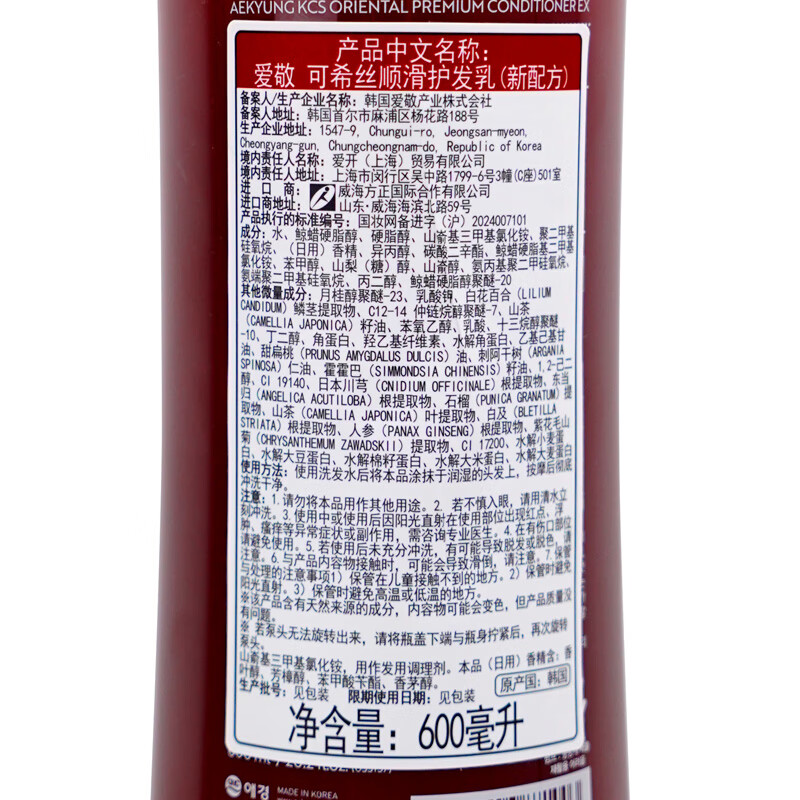 AEKYUNG KCS ORIENTAL PREMIUM CONDITIONER EX
产品中文名称：
爱敬 可希丝顺滑护发乳（新配方）
备案人/生产企业名称：韩国爱敬产业株式会社
备案人地址：韩国首尔市麻浦区杨花路188号
生产企业地址：1547-9, Chungui-ro, Jeongsan-myeon,
Cheongyang-gun, Chungcheongnam-do, Republic of Korea
境内责任人名称：爱开（上海）贸易有限公司
境内责任人地址：上海市闵行区吴中路1799-6号3幢(C座)501室
进 口 商：威海方正国际合作有限公司
进口商地址：山东·威海海滨北路59号
产品执行的标准编号：国妆网备进字（沪）2024007101
成分：水、鲸蜡硬脂醇、硬脂醇、山嵛基三甲基氯化铵、聚二甲基
硅氧烷、（日用）香精、异丙醇、碳酸二辛酯、鲸蜡硬脂基二甲基
氯化铵、苯甲醇、山梨（糖）醇、山嵛醇、氨丙基聚二甲硅氧烷、
氨端聚二甲基硅氧烷、丙二醇、鲸蜡硬脂醇聚醚-20
其他微量成分：月桂醇聚醚-23、乳酸钾、白花百合（LILIUM
CANDIDUM）鳞茎提取物、C12-14 仲链烷醇聚醚-7、山茶
（CAMELLIA JAPONICA）籽油、苯氧乙醇、乳酸、十三烷醇聚醚
-10、丁二醇、角蛋白、羟乙基纤维素、水解角蛋白、乙基己基甘
油、甜扁桃（PRUNUS AMYGDALUS DULCIS）油、刺阿干树（ARGANIA
SPINOSA）仁油、霍霍巴（SIMMONDSIA CHINENSIS）籽油、1,2-己二
醇、CI 19140、日本川芎（CNIDIUM OFFICINALE）根提取物、东当
归（ANGELICA ACUTILOBA）根提取物、石榴（PUNICA GRANATUM）提
取物、山茶（CAMELLIA JAPONICA）叶提取物、白及（BLETILLA
STRIATA）根提取物、人参（PANAX GINSENG）根提取物、紫花毛山
菊（CHRYSANTHEMUM ZAWADSKII）提取物、CI 17200、水解小麦蛋
白、水解大豆蛋白、水解棉籽蛋白、水解大米蛋白、水解大麦蛋白
使用方法：使用洗发水后将本品涂抹于润湿的头发上，按摩后彻底
冲洗干净。
注意：1.请勿将本品用作其他用途。2. 若不慎入眼，请用清水立
刻冲洗。3.使用中或使用后因阳光直射在使用部位出现红点、浮
肿、瘙痒等异常症状或副作用，需咨询专业医生。4.在有伤口部位
请避免使用。5.若使用后未充分冲洗，有可能导致脱发或脱色，请
注意。6.与产品内容物接触时，可能会导致滑倒，请注意。7.保管
与处理的注意事项1）保管在儿童接触不到的地方。2）保管时避免
阳光直射。3）保管时避免高温或低温的地方。
※该产品含有天然来源的成分，内容物可能会变色，但产品质量没
有问题。
※ 若泵头无法旋转出来，请将瓶盖下端与瓶身拧紧后，再次旋转
泵头。
山嵛基三甲基氯化铵，用作发用调理剂。本品（日用）香精含：香
叶醇、芳樟醇、苯甲酸苄酯、香茅醇。
原产国：韩国
生产批号：见包装 限期使用日期：见包装
净含量：600毫升
애경 MADE IN KOREA